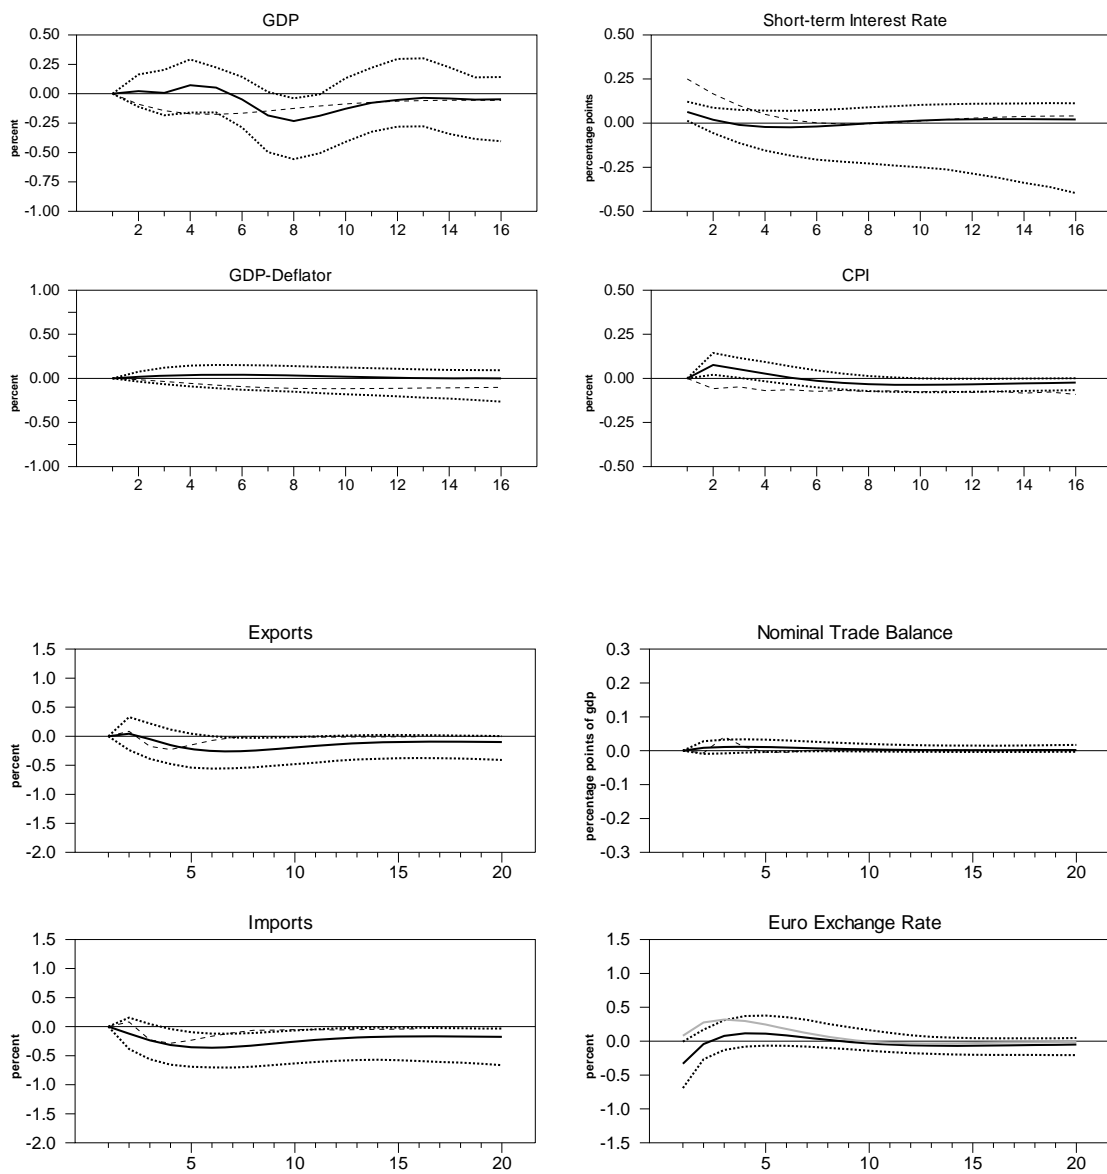 GDP
0.50
0.25
0.00
-0.25
-0.50
-0.75
-1.00
percent
2 4 6 8 10 12 14 16
Short-term Interest Rate
0.50
0.25
0.00
-0.25
-0.50
percentage points
2 4 6 8 10 12 14 16
GDP-Deflator
1.00
0.50
0.00
-0.50
-1.00
percent
2 4 6 8 10 12 14 16
CPI
0.50
0.25
0.00
-0.25
-0.50
percent
2 4 6 8 10 12 14 16
Exports
1.5
1.0
0.5
0.0
-0.5
-1.0
-1.5
-2.0
percent
5 10 15 20
Nominal Trade Balance
0.3
0.2
0.1
0.0
-0.1
-0.2
-0.3
percentage points of gdp
5 10 15 20
Imports
1.5
1.0
0.5
0.0
-0.5
-1.0
-1.5
-2.0
percent
5 10 15 20
Euro Exchange Rate
1.5
1.0
0.5
0.0
-0.5
-1.0
-1.5
percent
5 10 15 20